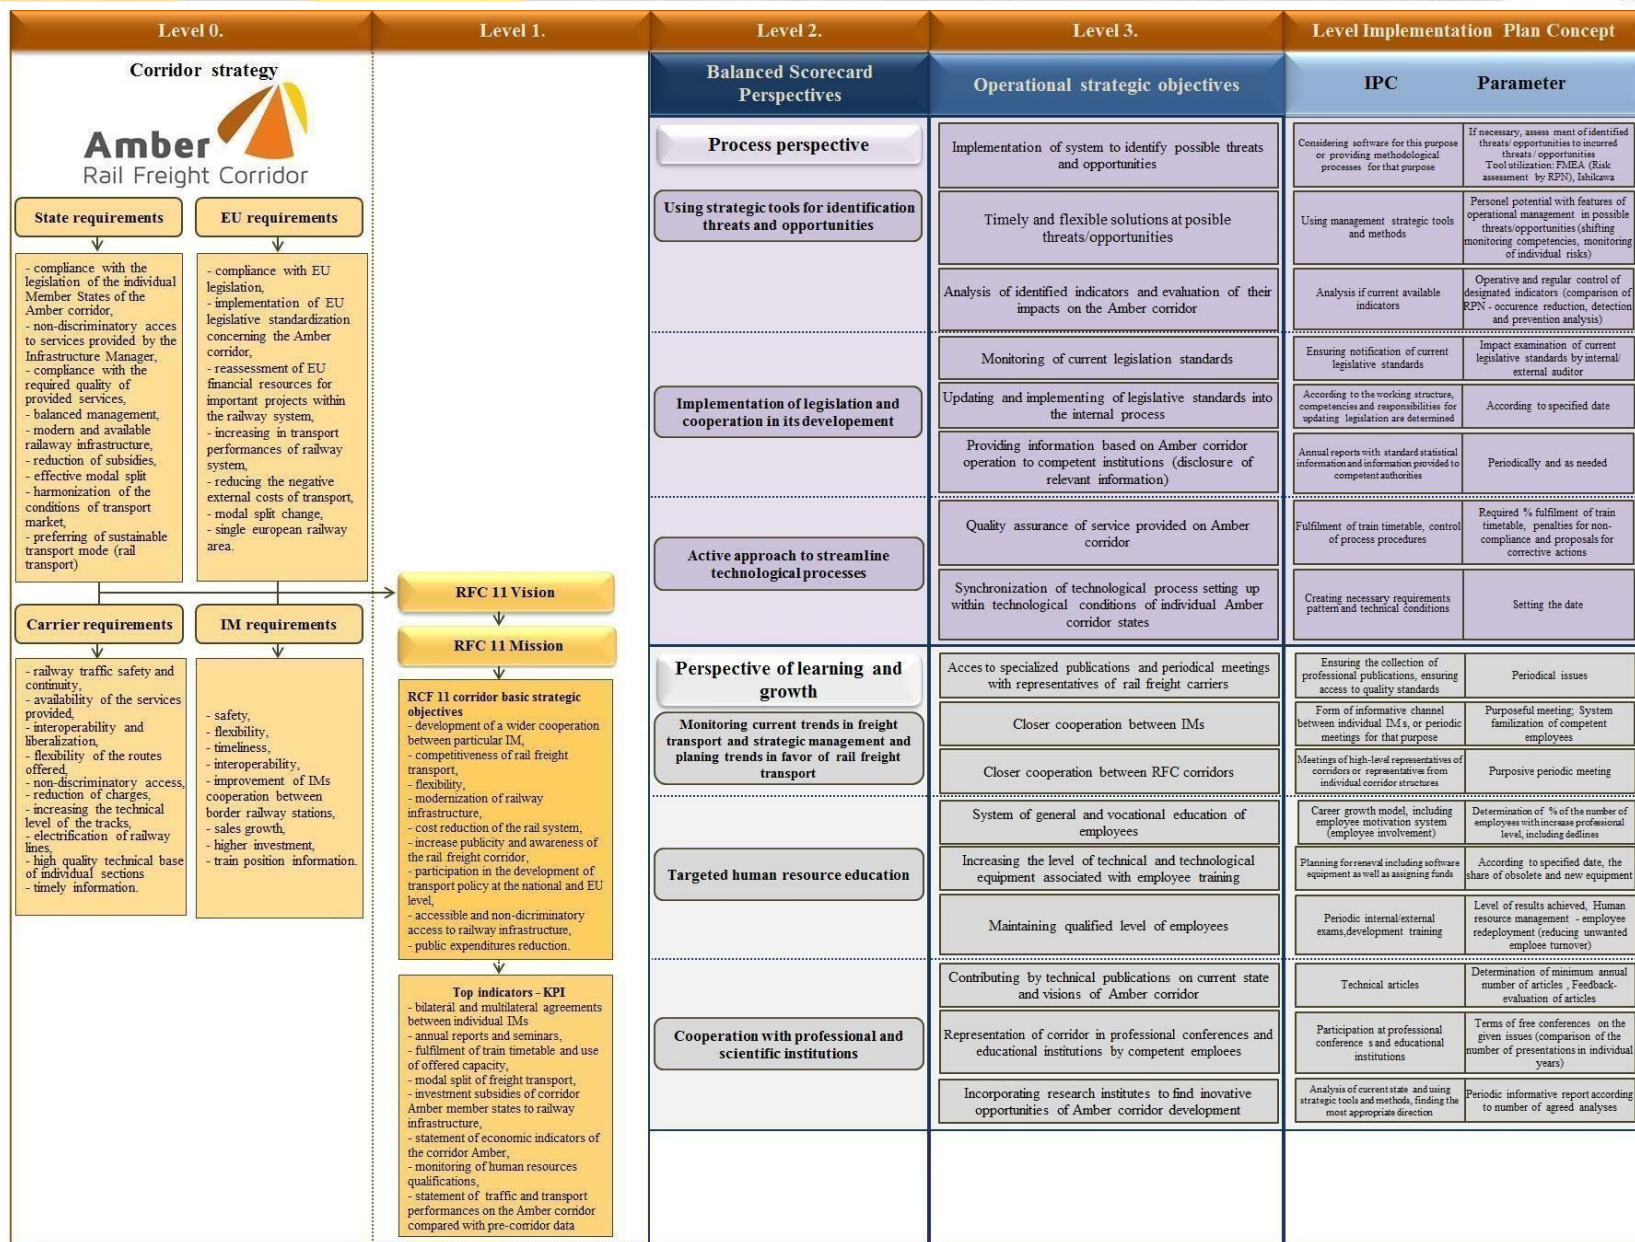 Level 0.
Level 1.
Level 2.
Level 3.
Level Implementation Plan Concept
Corridor strategy
Amber
Rail Freight Corridor
State requirements
EU requirements
- compliance with the
legislation of the individual
Member States of the
Amber corridor,
- non-discriminatory acces
to services provided by the
Infrastructure Manager,
- compliance with the
required quality of
provided services,
- balanced management,
- modern and available
railaway infrastructure,
- reduction of subsidies,
- effective modal split
- harmonization of the
conditions of transport
market,
- preferring of sustainable
transport mode (rail
transport)
- compliance with EU
legislation,
- implementation of EU
legislative standardization
concerning the Amber
corridor,
- reassessment of EU
financial resources for
important projects within
the railway system,
- increasing in transport
performances of railway
system,
- reducing the negative
external costs of transport,
- modal split change,
- single european railway
area.
Carrier requirements
IM requirements
- railway traffic safety and
continuity,
- availability of the services
provided,
- interoperability and
liberalization,
- flexibility of the routes
offered,
- non-discriminatory access,
- reduction of charges,
- increasing the technical
level of the tracks,
- electrification of railway
lines,
- high quality technical base
of individual sections
- timely information.
- safety,
- flexibility,
- timeliness,
- interoperability,
- improvement of IMs
cooperation between
border railway stations,
- sales growth,
- higher investment,
- train position information.
RFC 11 Vision
RFC 11 Mission
RCF 11 corridor basic strategic
objectives
- development of a wider cooperation
between particular IM,
- competitiveness of rail freight
transport,
- flexibility,
- modernization of railway
infrastructure,
- cost reduction of the rail system,
- increase publicity and awareness of
the rail freight corridor,
- participation in the development of
transport policy at the national and EU
level,
- accessible and non-dicriminatory
access to railway infrastructure,
- public expenditures reduction.
Top indicators - KPI
- bilaterál and multilateral agreements
between individual IMs
- annual reports and seminars,
- fulfilment of train timetable and use
of offered capacity,
- modal split of freight transport,
- investment subsidies of corridor
Amber member states to railway
infrastructure,
- statement of economic indicators of
the corridor Amber,
- monitoring of human resources
qualifications,
- statement of traffic and transport
performances on the Amber corridor
compared with pre-corridor data
Balanced Scorecard
Perspectives
Operational strategic objectives
IPC
Parameter
Process perspective
Using strategic tools for identification
threats and opportunities
Implementation of system to identify possible threats
and opportunities
Considering software for this purpose
or providing methodological
processes for that purpose
If necessary, assess ment of identified
threats/ opportunities to incurred
threats / opportunities
Tool utilization: FMEA (Risk
assessment by RPN), Ishikawa
Timely and flexible solutions at posible
threats/opportunities
Using management strategic tools
and methods
Personel potential with features of
operational management in possible
threats/opportunities (shifting
monitoring competencies, monitoring
of individual risks)
Analysis of identified indicators and evaluation of their
impacts on the Amber corridor
Analysis if current available
indicators
Operative and regular control of
designated indicators (comparison of
RPN - occurence reduction, detection
and prevention analysis)
Implementation of legislation and
cooperation in its developement
Monitoring of current legislation standards
Ensuring notification of current
legislative standards
Impact examination of current
legislative standards by internal/
external auditor
Updating and implementing of legislative standards into
the internal process
According to the working structure,
competencies and responsibilities for
updating legislation are determined
According to specified date
Providing information based on Amber corridor
operation to competent institutions (disclosure of
relevant information)
Annual reports with standard statistical
information and information provided to
competent authorities
Periodically and as needed
Active approach to streamline
technological processes
Quality assurance of service provided on Amber
corridor
Fulfilment of train timetable, control
of process procedures
Required % fulfilment of train
timetable, penalties for non-
compliance and proposals for
corrective actions
Synchronization of technological process setting up
within technological conditions of individual Amber
corridor states
Creating necessary requirements
pattern and technical conditions
Setting the date
Perspective of learning and
growth
Monitoring current trends in freight
transport and strategic management and
planing trends in favor of rail freight
transport
Acces to specialized publications and periodical meetings
with representatives of rail freight carriers
Ensuring the collection of
professional publications, ensuring
access to quality standards
Periodical issues
Closer cooperation between IMs
Form of informative channel
between individual IMs, or periodic
meetings for that purpose
Purposeful meeting; System
familization of competent
employees
Closer cooperation between RFC corridors
Meetings of high-level representatives of
corridors or representatives from
individual corridor structures
Purposive periodic meeting
Targeted human resource education
System of general and vocational education of
employees
Career growth model, including
employee motivation system
(employee involvement)
Determination of % of the number of
employees with increase professional
level, including dedlines
Increasing the level of technical and technological
equipment associated with employee training
Planning for reneval including software
equipment as well as assigning funds
According to specified date, the
share of obsolete and new equipment
Maintaining qualified level of employees
Periodic internal/external
exams,development training
Level of results achieved, Human
resource management - employee
redeployment (reducing unwanted
emploee turnover)
Cooperation with professional and
scientific institutions
Contributing by technical publications on current state
and visions of Amber corridor
Technical articles
Determination of minimum annual
number of articles , Feedback-
evaluation of articles
Representation of corridor in professional conferences and
educational institutions by competent emploees
Participation at professional
conference s and educational
institutions
Terms of free conferences on the
given issues (comparison of the
number of presentations in individual
years)
Incorporating research institutes to find inovative
opportunities of Amber corridor development
Analysis of current state and using
strategic tools and methods, finding the
most appropriate direction
Periodic informative report according
to number of agreed analyses